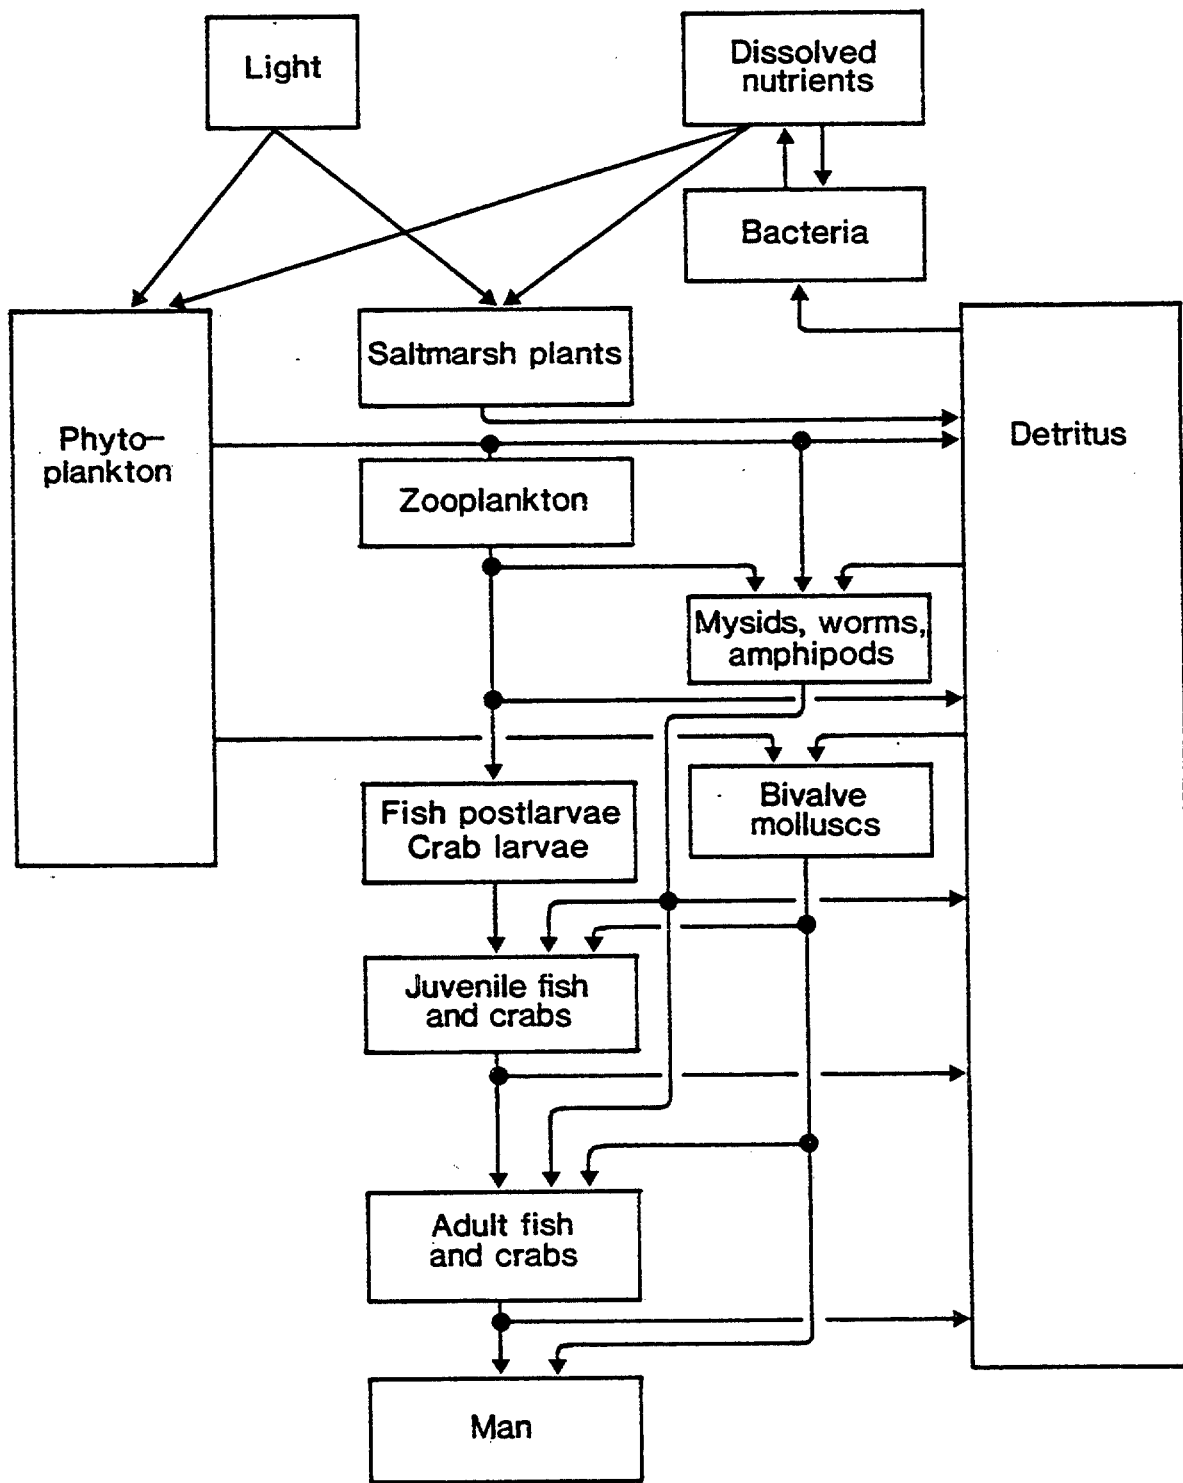 Light
Dissolved
nutrients
Bacteria
Saltmarsh plants
Phyto-
plankton
Detritus
Zooplankton
Mysids, worms,
amphipods
Fish postlarvae
Crab larvae
Bivalve
molluscs
Juvenile fish
and crabs
Adult fish
and crabs
Man